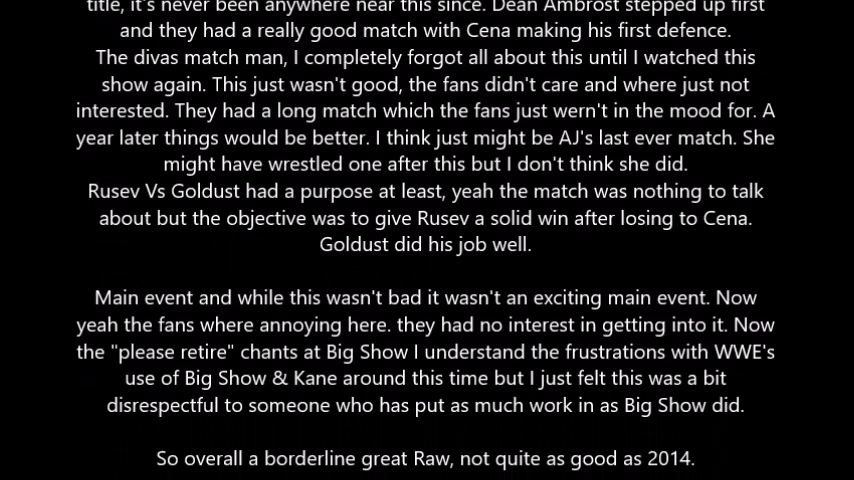 title, it's never been anywhere near this since. Dean Ambrost stepped up first
and they had a really good match with Cena making his first defence.
The divas match man, I completely forgot all about this until I watched this
show again. This just wasn't good, the fans didn't care and where just not
interested. They had a long match which the fans just wern't in the mood for. A
year later things would be better. I think just might be AJ's last ever match. She
might have wrestled one after this but I don't think she did.
Rusev Vs Goldust had a purpose at least, yeah the match was nothing to talk
about but the objective was to give Rusev a solid win after losing to Cena.
Goldust did his job well.

Main event and while this wasn't bad it wasn't an exciting main event. Now
yeah the fans where annoying here. they had no interest in getting into it. Now
the "please retire" chants at Big Show I understand the frustrations with WWE's
use of Big Show & Kane around this time but I just felt this was a bit
disrespectful to someone who has put as much work in as Big Show did.

So overall a borderline great Raw, not quite as good as 2014.